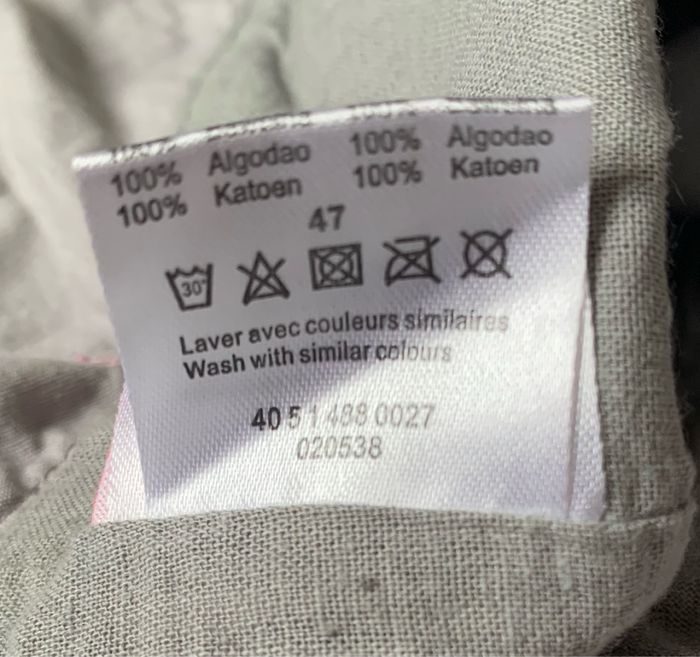 100% Algodao 100% Algodao
100% Katoen 100% Katoen
47
30°
Laver avec couleurs similaires
Wash with similar colours
40 5 1 488 0027
020538